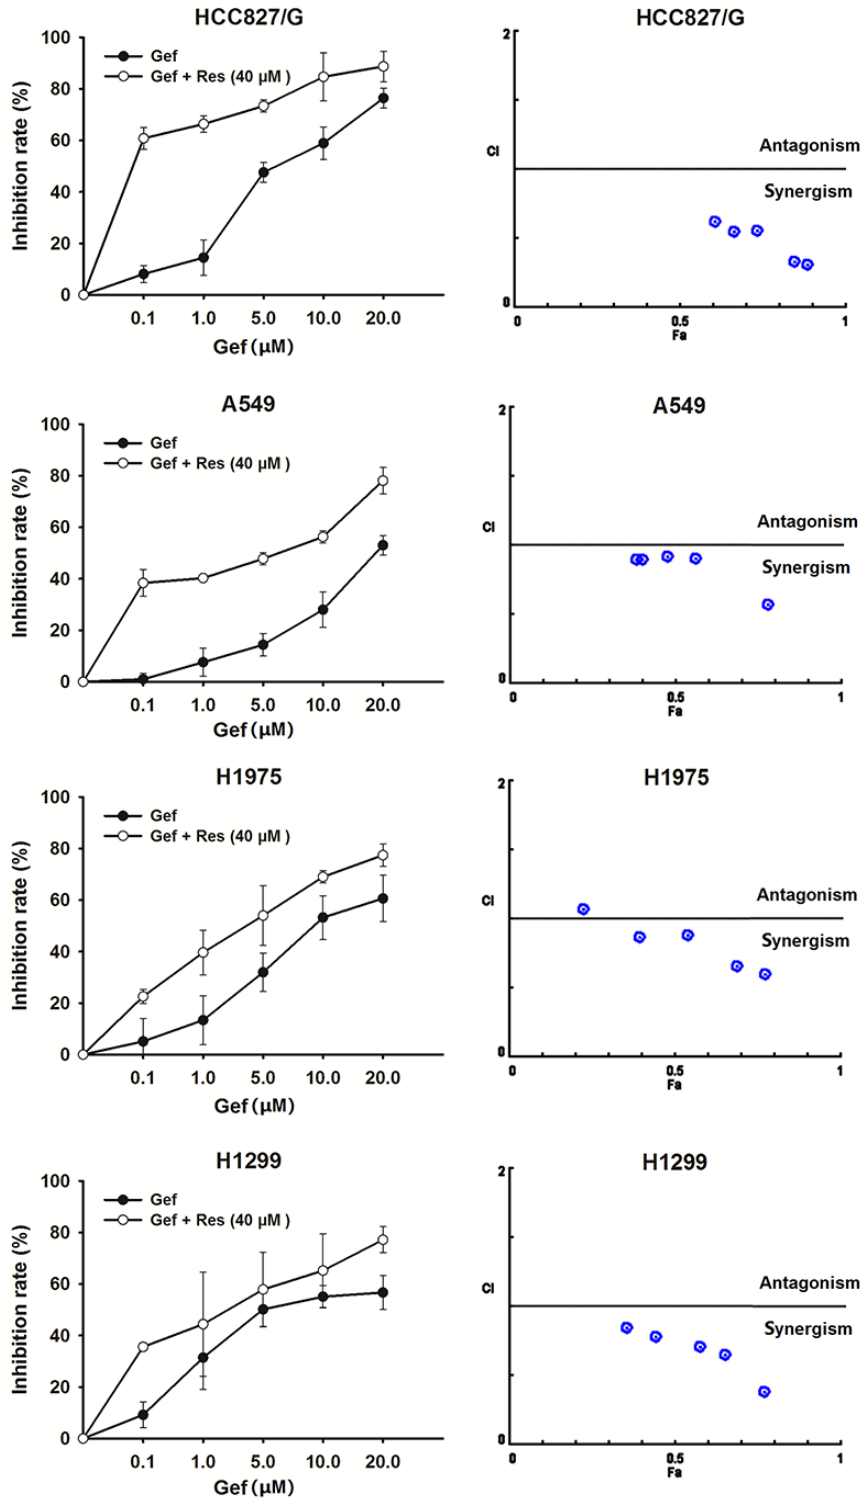 HCC827/G
Inhibition rate (%)
100
80
60
40
20
0
Gef
Gef + Res (40 μM )
0.1 1.0 5.0 10.0 20.0
Gef (μM)
HCC827/G
2
CI
Antagonism
Synergism
0
0 0.5 1
Fa
A549
Inhibition rate (%)
100
80
60
40
20
0
Gef
Gef + Res (40 μM )
0.1 1.0 5.0 10.0 20.0
Gef (μM)
A549
2
CI
Antagonism
Synergism
0
0 0.5 1
Fa
H1975
Inhibition rate (%)
100
80
60
40
20
0
Gef
Gef + Res (40 μM )
0.1 1.0 5.0 10.0 20.0
Gef (μM)
H1975
2
CI
Antagonism
Synergism
0
0 0.5 1
Fa
H1299
Inhibition rate (%)
100
80
60
40
20
0
Gef
Gef + Res (40 μM )
0.1 1.0 5.0 10.0 20.0
Gef (μM)
H1299
2
CI
Antagonism
Synergism
0
0 0.5 1
Fa